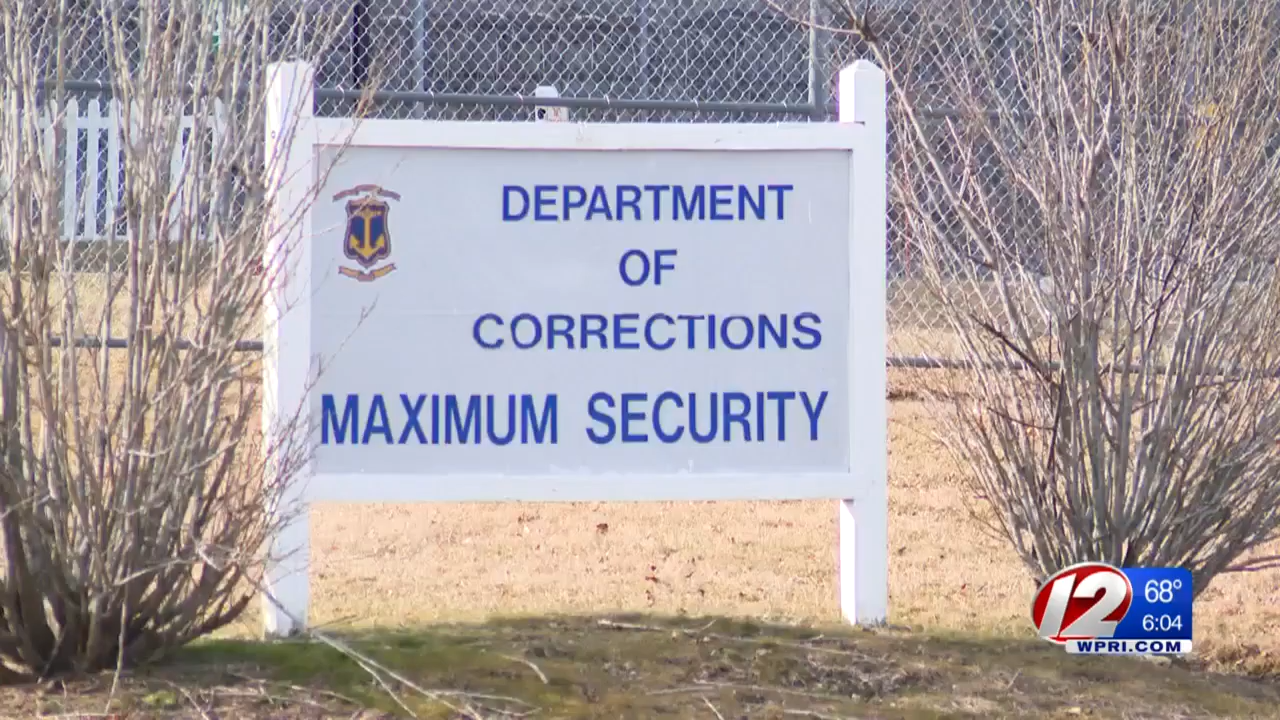 DEPARTMENT
OF
CORRECTIONS
MAXIMUM SECURITY
12
68°
6:04
WPRI.COM